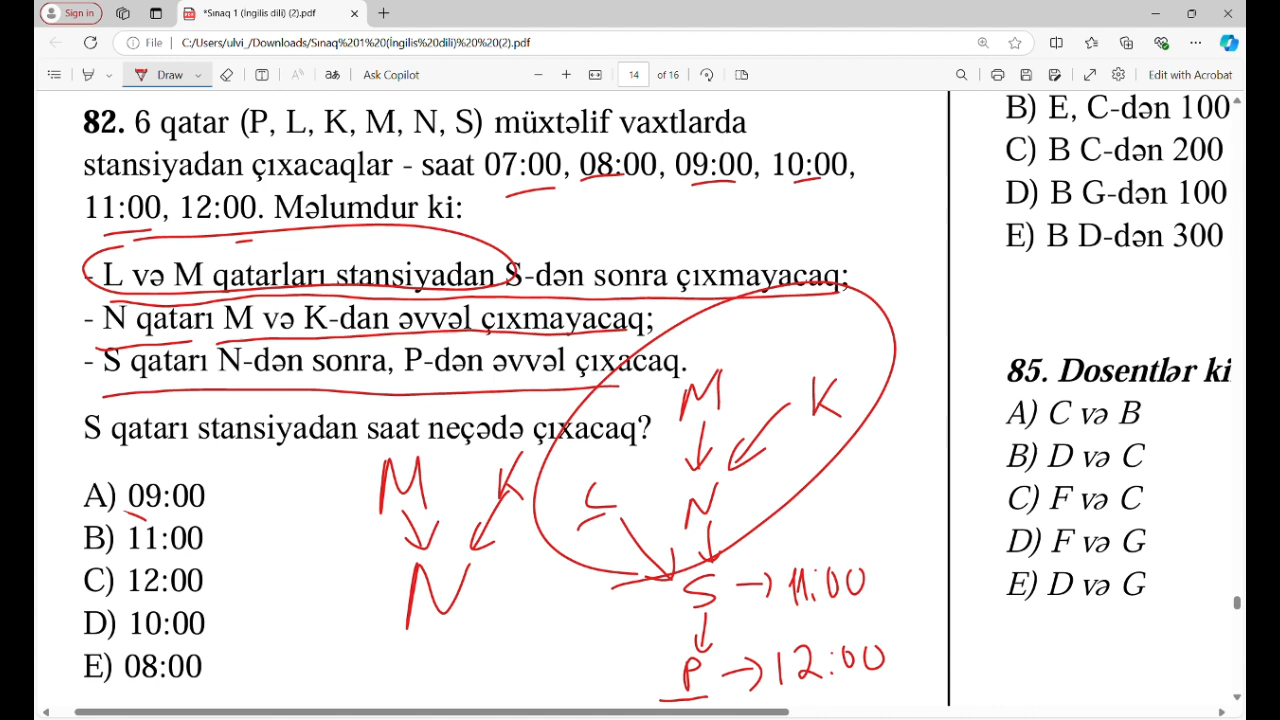 Sign in
*Sınaq 1 (İngilis dili) (2).pdf
File
C:/Users/ulvi_/Downloads/Sınaq%201%20(İngilis%20dili)%20%20(2).pdf
Draw
Ask Copilot
14 of 16
Edit with Acrobat
82. 6 qatar (P, L, K, M, N, S) müxtəlif vaxtlarda
stansiyadan çıxacaqlar - saat 07:00, 08:00, 09:00, 10:00,
11:00, 12:00. Məlumdur ki:
- L və M qatarları stansiyadan S-dən sonra çıxmayacaq;
- N qatarı M və K-dan əvvəl çıxmayacaq;
- S qatarı N-dən sonra, P-dən əvvəl çıxacaq.
S qatarı stansiyadan saat neçədə çıxacaq?
A) 09:00
B) 11:00
C) 12:00
D) 10:00
E) 08:00
M K
N
M K
L N
S → 11:00
P → 12:00
B) E, C-dən 100
C) B C-dən 200
D) B G-dən 100
E) B D-dən 300
85. Dosentlər ki
A) C və B
B) D və C
C) F və C
D) F və G
E) D və G